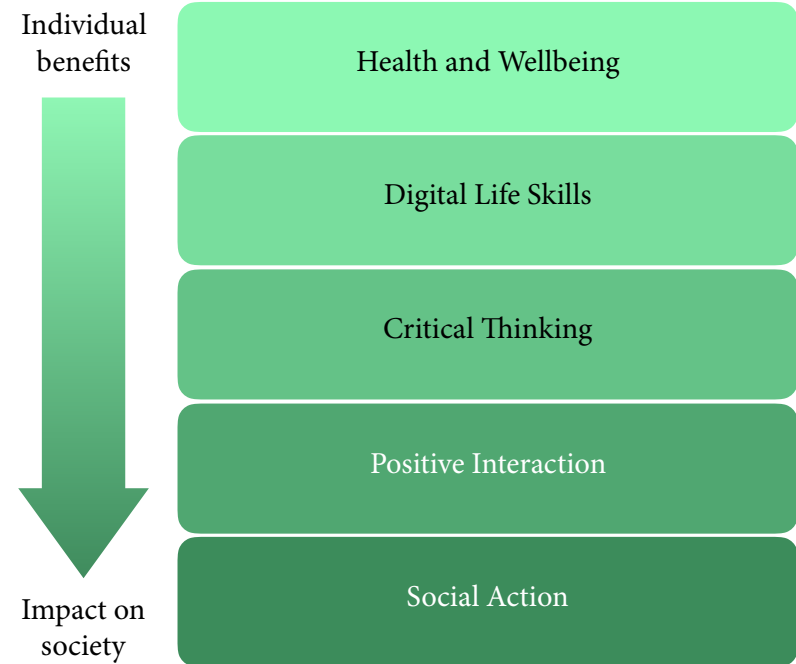 Individual
benefits
Health and Wellbeing
Digital Life Skills
Critical Thinking
Positive Interaction
Social Action
Impact on
society